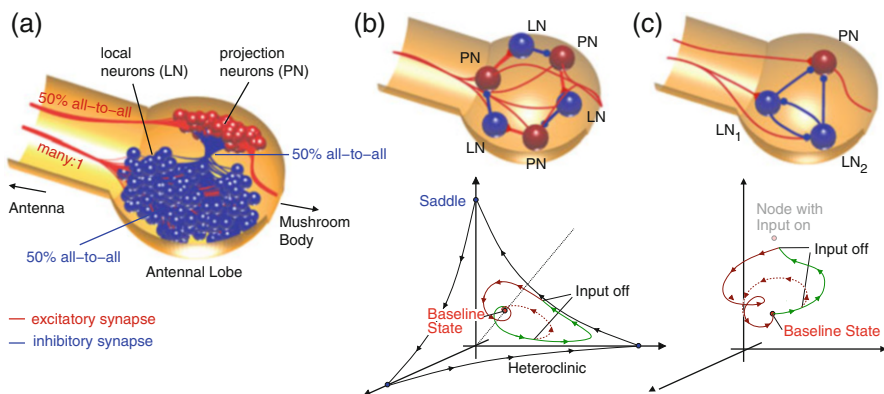 (a)
local
neurons (LN)
projection
neurons (PN)
50% all-to-all
many:1
50% all-to-all
Antenna
Mushroom
Body
50% all-to-all
Antennal Lobe
excitatory synapse
inhibitory synapse
(b)
LN
PN
PN
LN
LN
PN
Saddle
Input off
Baseline
State
Heteroclinic
(c)
PN
LN1
LN2
Node with
Input on
Input off
Baseline State